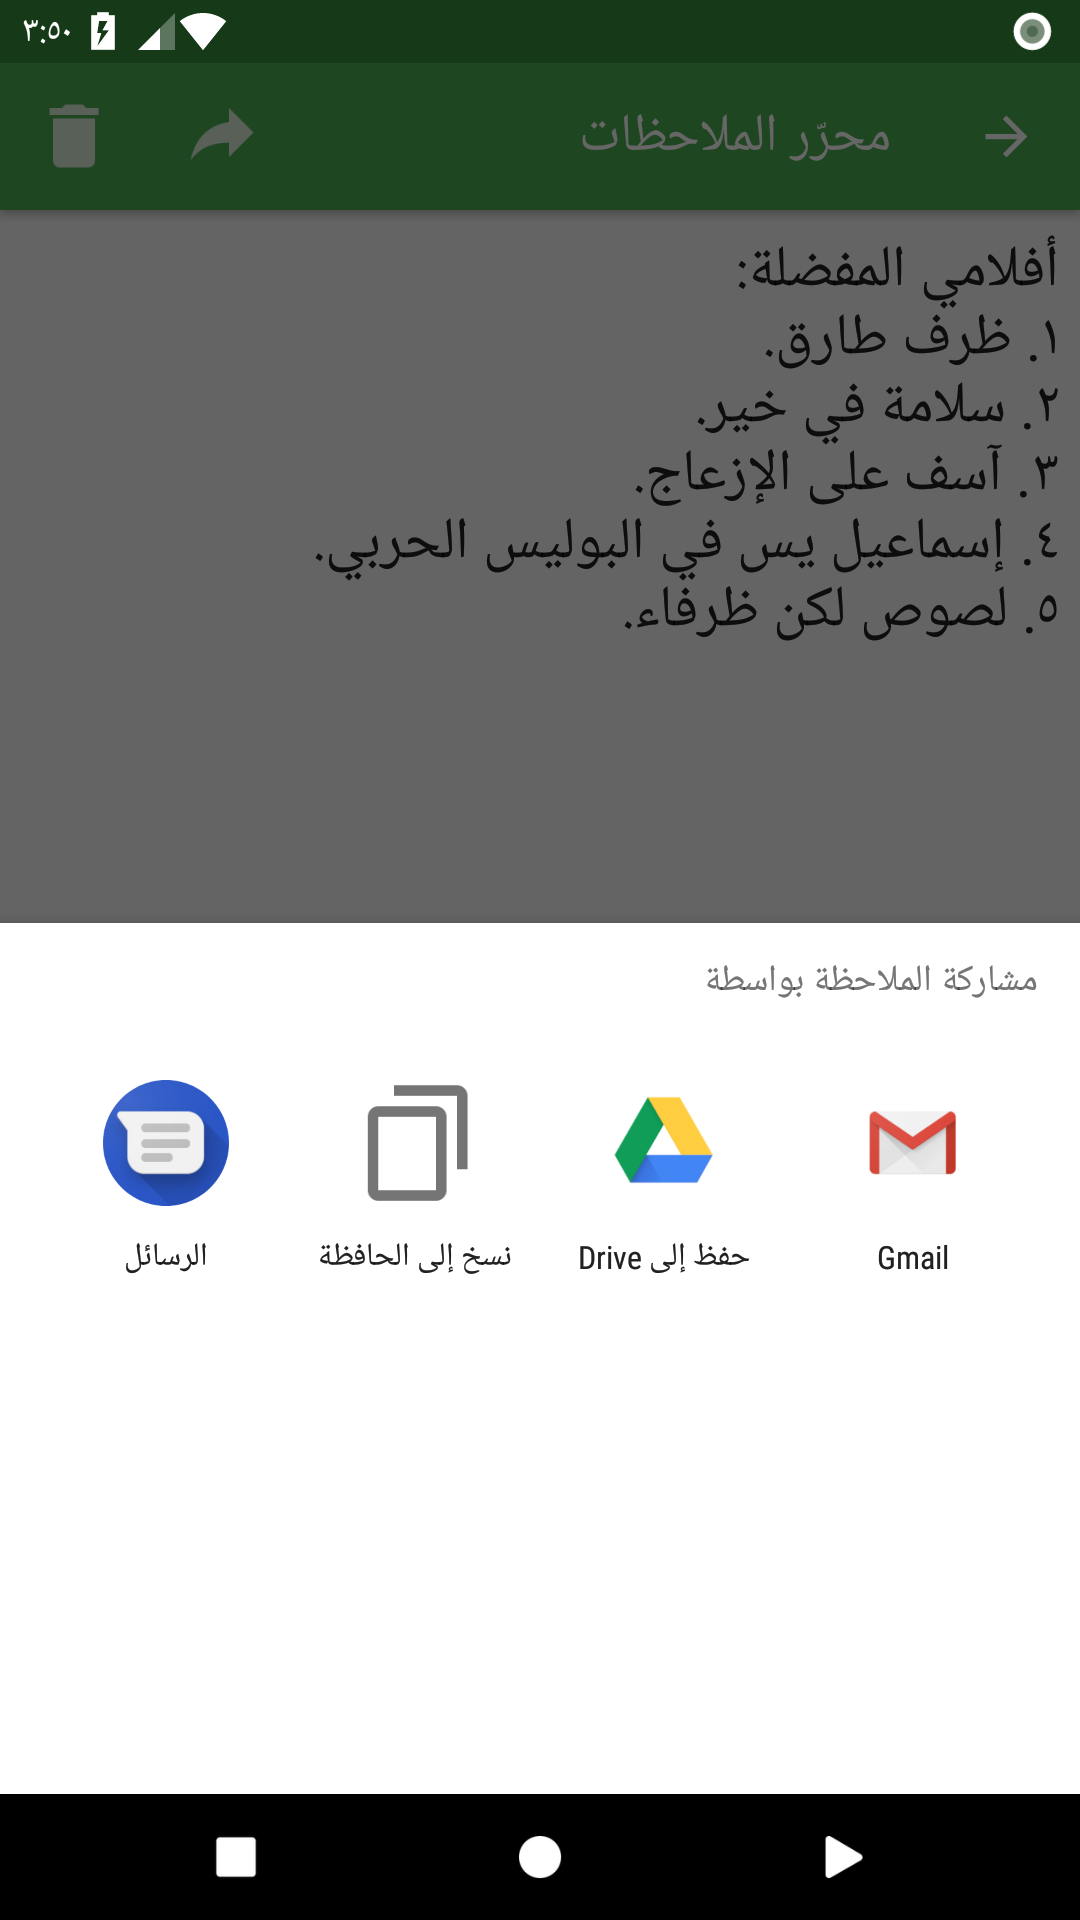 ٣:٥٠
محرّر الملاحظات
أفلامي المفضلة:
١. ظرف طارق.
٢. سلامة في خير.
٣. آسف على الإزعاج.
٤. إسماعيل يس في البوليس الحربي.
٥. لصوص لكن ظرفاء.
مشاركة الملاحظة بواسطة
Gmail
حفظ إلى Drive
نسخ إلى الحافظة
الرسائل